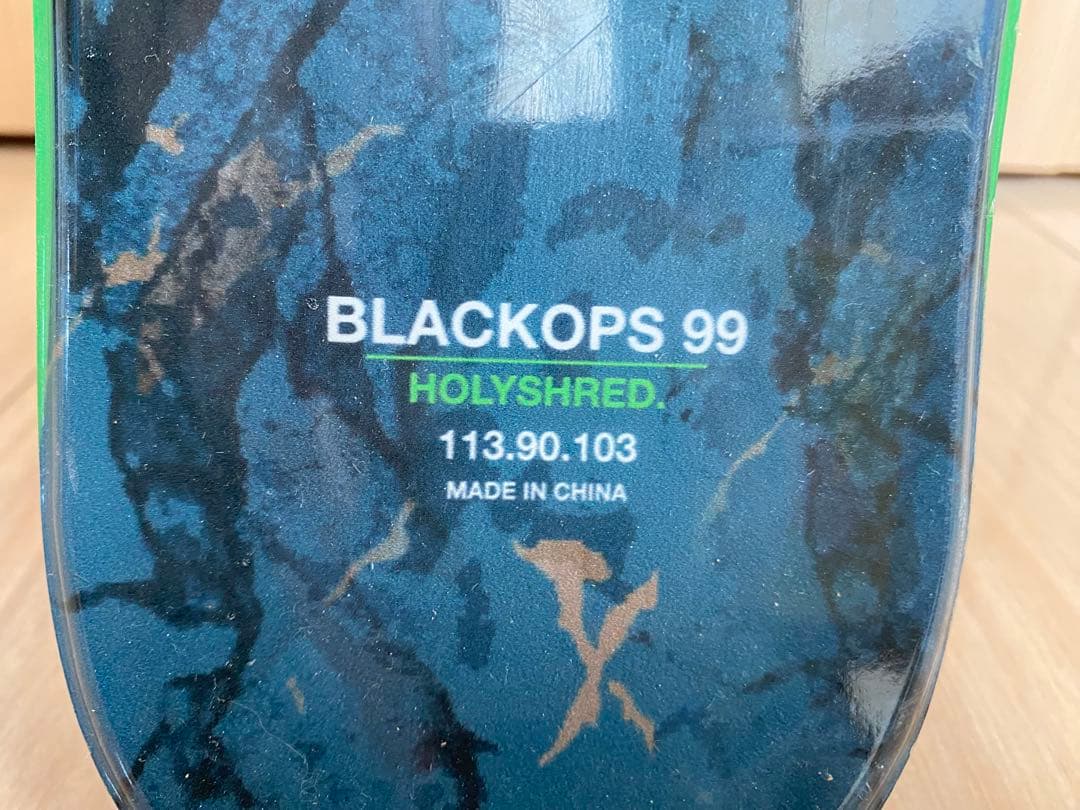 BLACKOPS 99
HOLYSHRED.
113.90.103
MADE IN CHINA